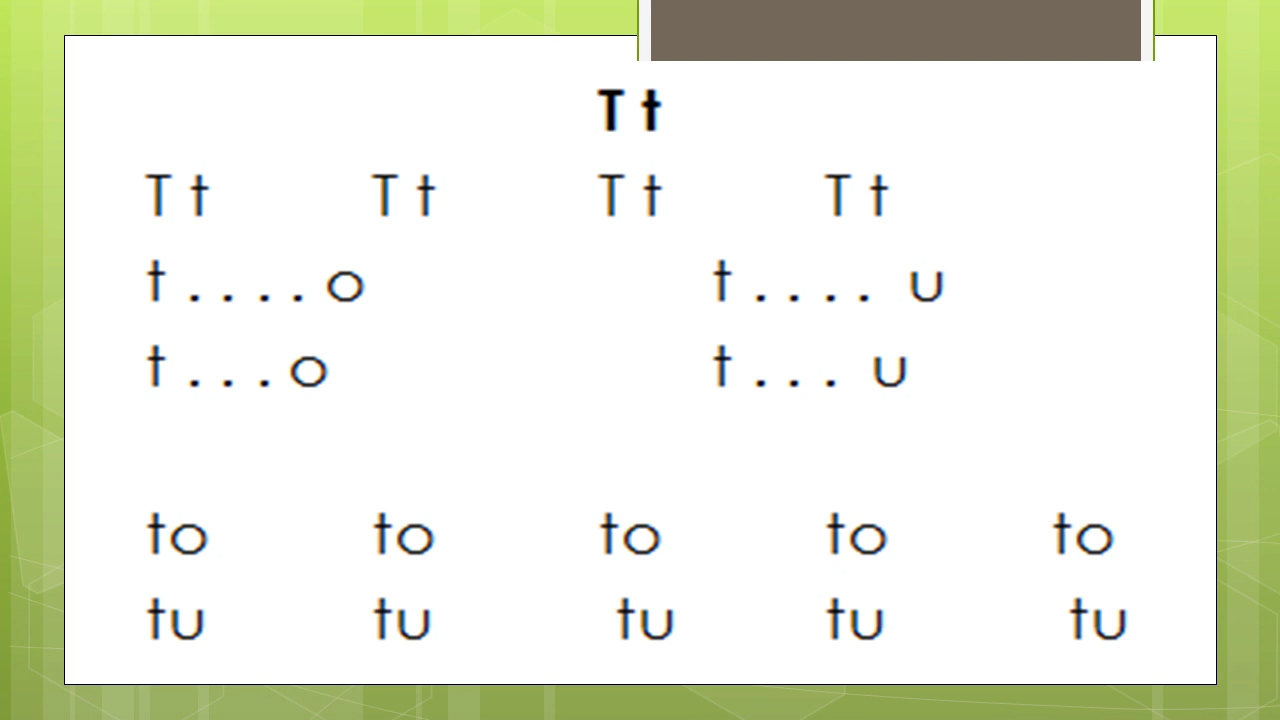 T t
T t T t T t T t
t . . . . o t . . . . u
t . . . o t . . . u
to to to to to
tu tu tu tu tu